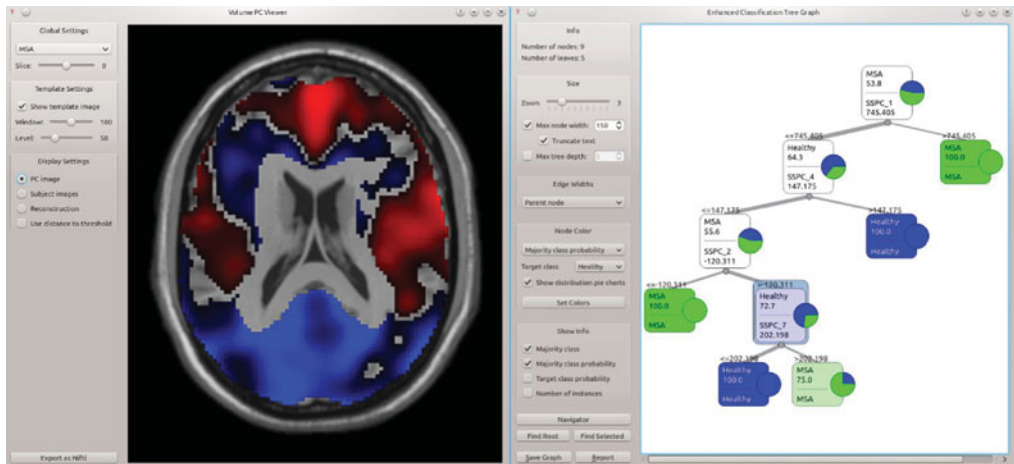 Volume PC Viewer
Global Settings
MSA
Slice: 0
Template Settings
Show template image
Window: 100
Level: 50
Display Settings
PC image
Subject images
Reconstruction
Use distance to threshold
Export as Nifti
Enhanced Classification Tree Graph
Info
Number of nodes: 9
Number of leaves: 5
Size
Zoom 3
Max node width: 150
Truncate text
Max tree depth:
Edge Widths
Parent node
Node Color
Majority class probability
Target class Healthy
Show distribution pie charts
Set Colors
Show Info
Majority class
Majority class probability
Target class probability
Number of instances
Navigator
Find Root Find Selected
Save Graph Report
MSA
53.8
SSPC_1
745.405
<=745.405 >745.405
Healthy
64.3
SSPC_4
147.175
MSA
100.0
MSA
<=147.175 >147.175
MSA
55.6
SSPC_2
-120.311
Healthy
100.0
Healthy
<=-120.311 >-120.311
MSA
100.0
MSA
Healthy
72.7
SSPC_7
202.198
<=202.198 >202.198
Healthy
100.0
Healthy
MSA
75.0
MSA